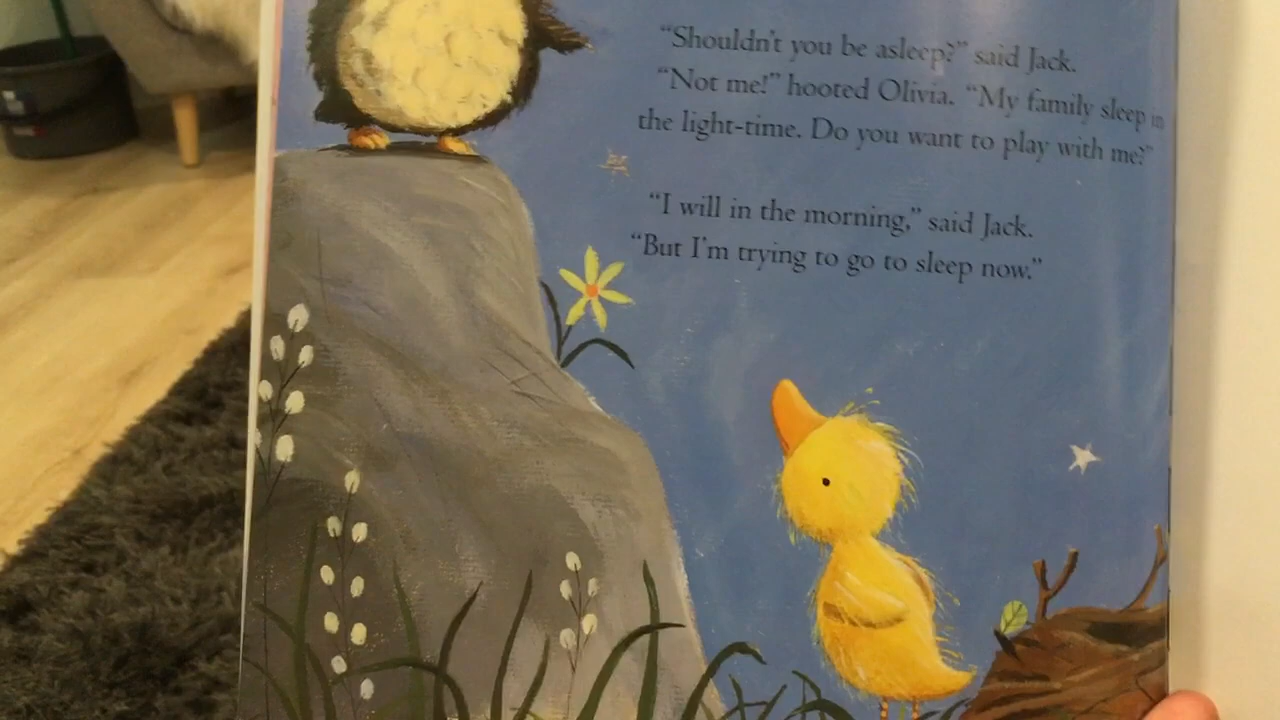 “Shouldn’t you be asleep?” said Jack.
“Not me!” hooted Olivia. “My family sleep in
the light-time. Do you want to play with me?”
“I will in the morning,” said Jack.
“But I’m trying to go to sleep now.”